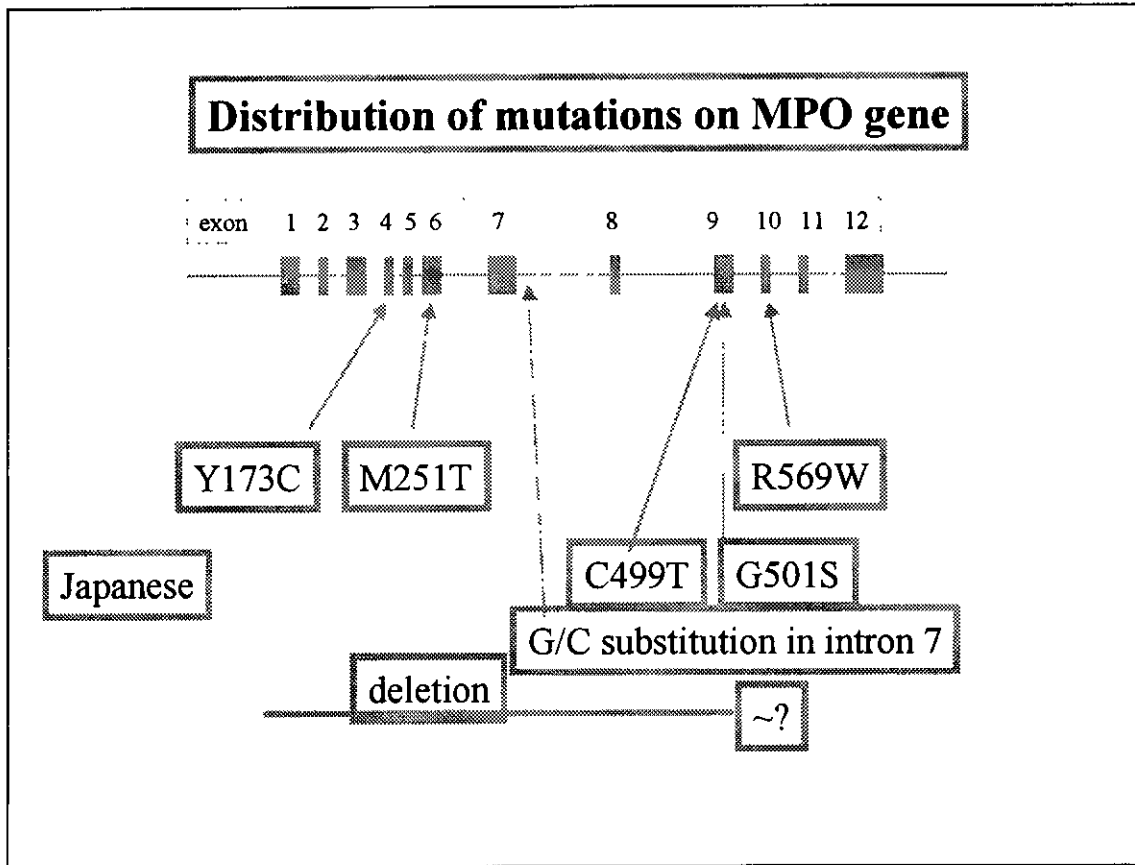 Distribution of mutations on MPO gene
exon 1 2 3 4 5 6 7 8 9 10 11 12
Y173C M251T R569W
Japanese C499T G501S
G/C substitution in intron 7
deletion
~?